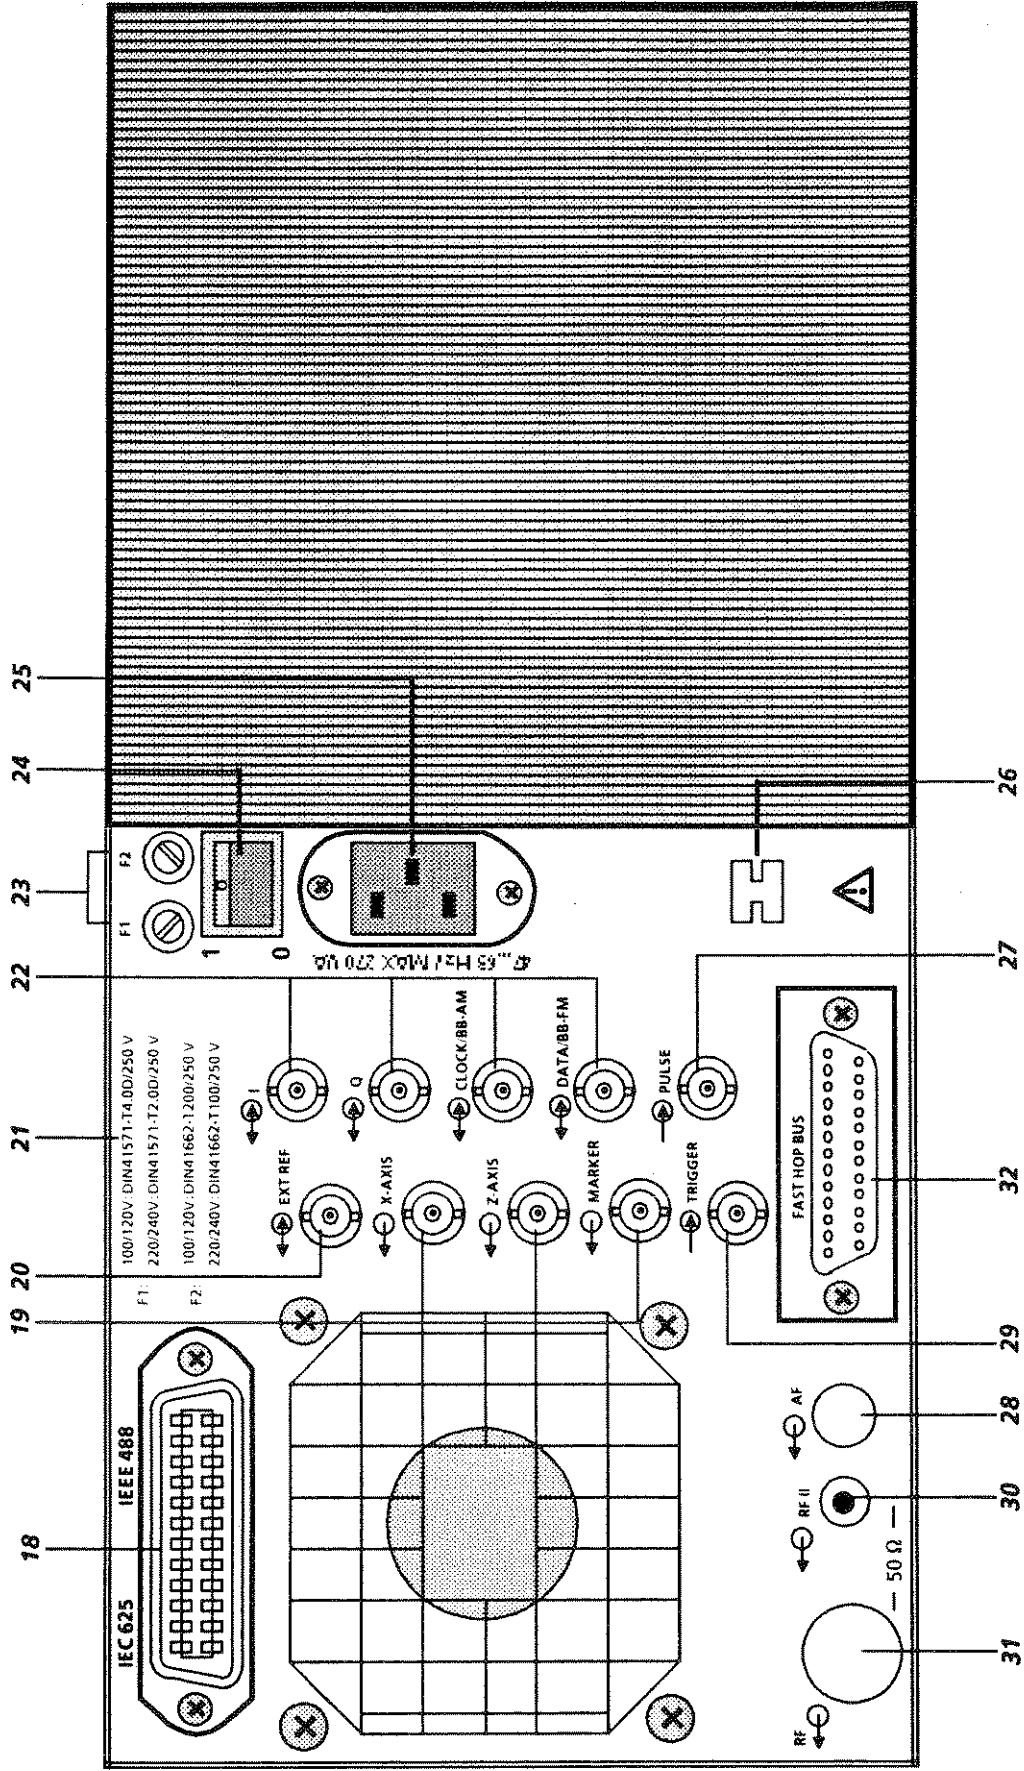 18
19
20
21
22
23
24
25
IEC 625
IEEE 488
F1:
100/120V: DIN41571-T4.0D/250 V
220/240V: DIN41571-T2.0D/250 V
F2:
100/120V: DIN41662-T200/250 V
220/240V: DIN41662-T100/250 V
F1
F2
1
0
47...63 Hz / MAX 270 VA
EXT REF
X-AXIS
Z-AXIS
MARKER
TRIGGER
I
Q
CLOCK/BB-AM
DATA/BB-FM
PULSE
FAST HOP BUS
RF
RF II
AF
50 Ω
31
30
28
29
32
27
26